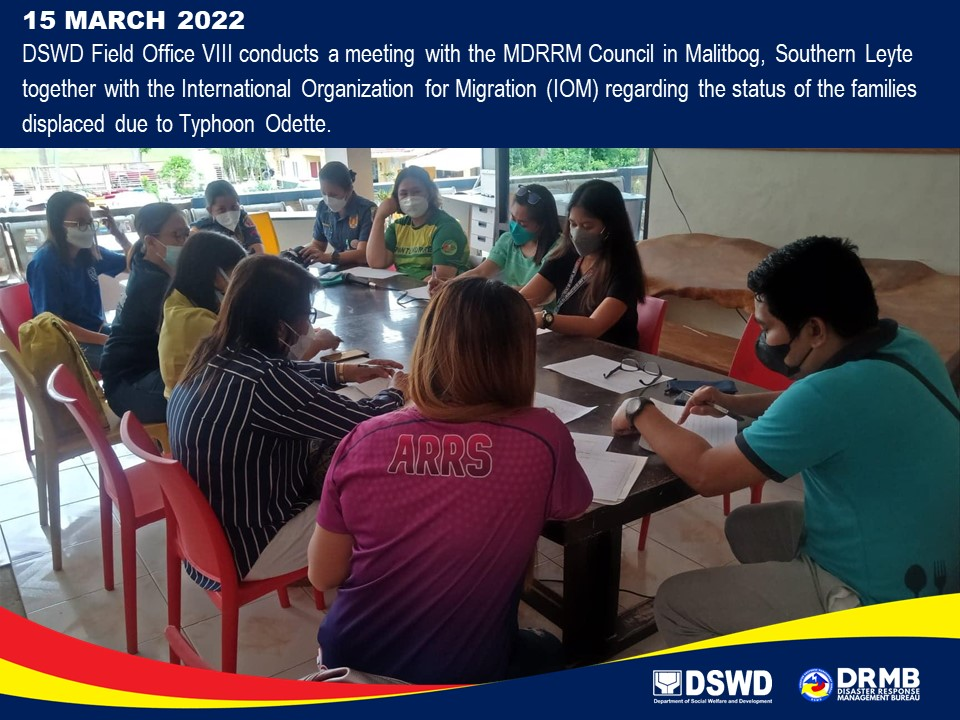 15 MARCH 2022
DSWD Field Office VIII conducts a meeting with the MDRRM Council in Malitbog, Southern Leyte
together with the International Organization for Migration (IOM) regarding the status of the families
displaced due to Typhoon Odette.
ARRS
DSWD
Department of Social Welfare and Development
DRMB
DISASTER RESPONSE
MANAGEMENT BUREAU